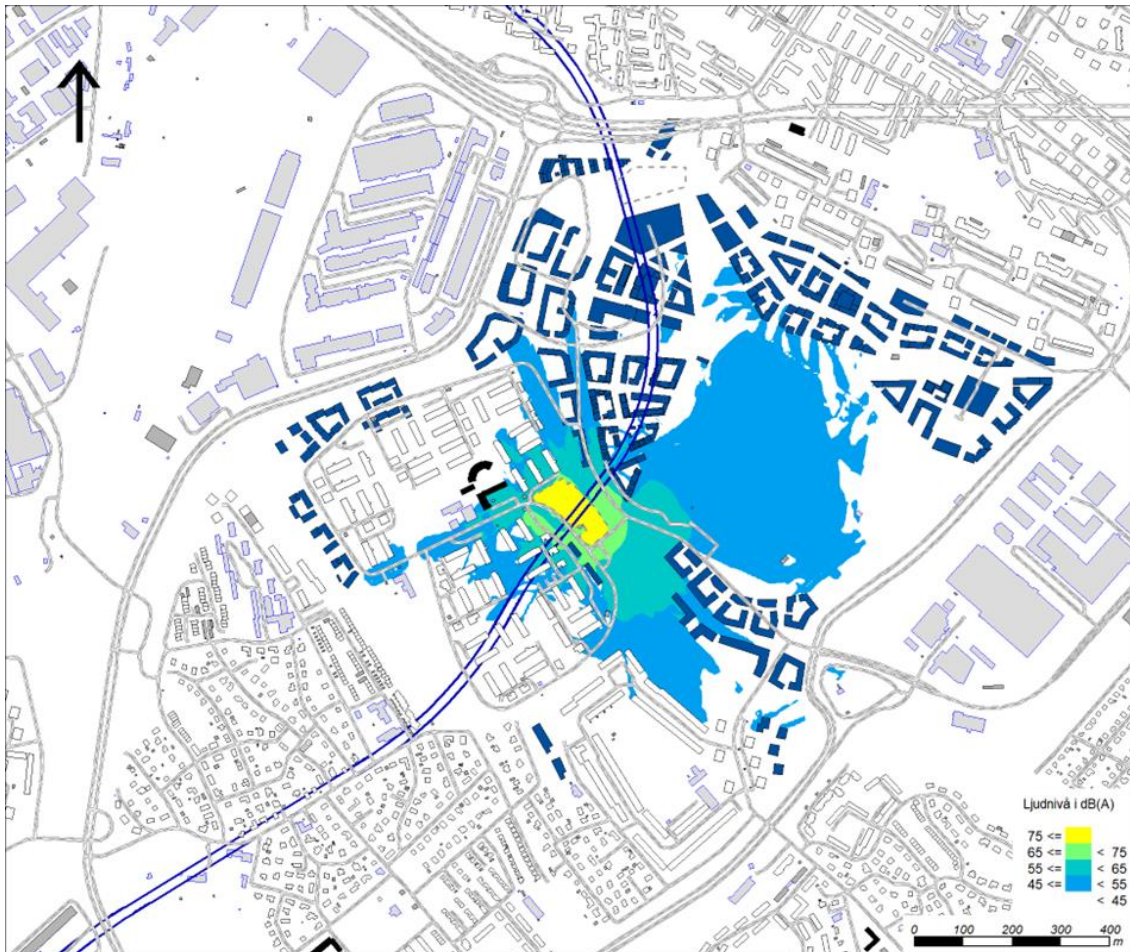 Ljudnivå i dB(A)
75 <=
65 <= < 75
55 <= < 65
45 <= < 55
< 45
0 100 200 300 400
m